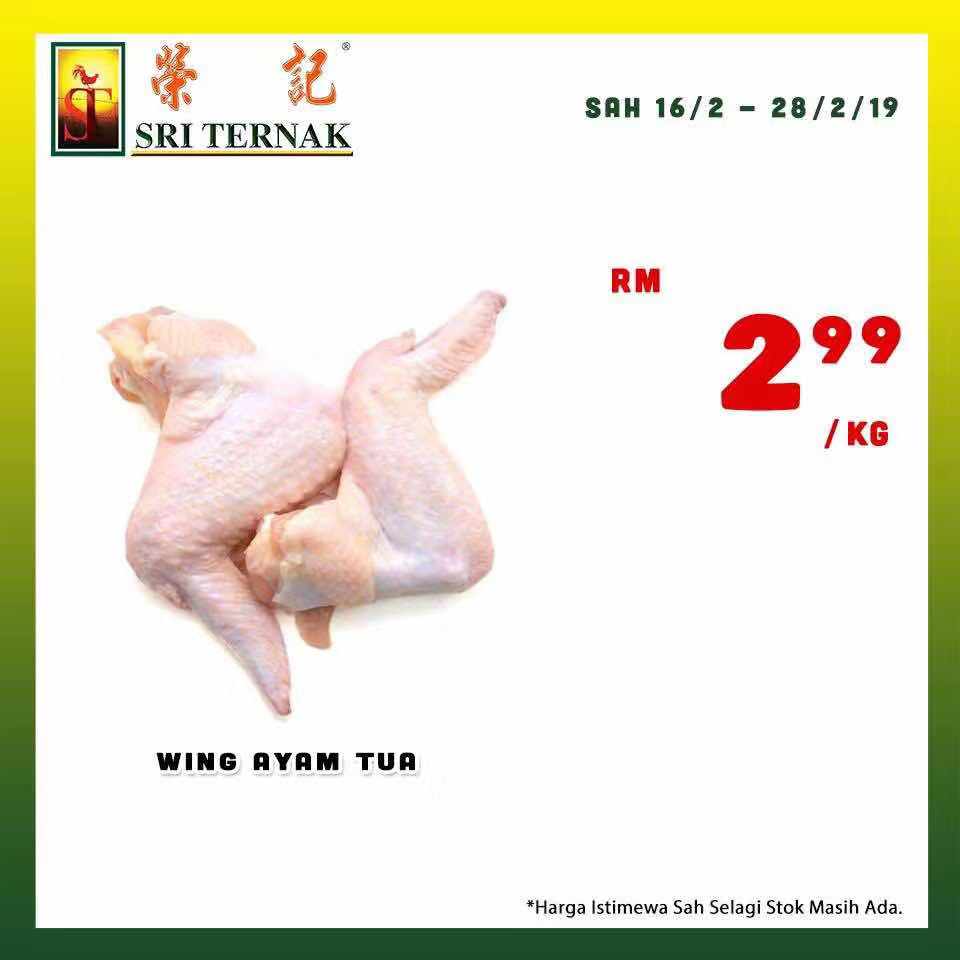 榮記®
ST
SRI TERNAK
SAH 16/2 - 28/2/19
RM
2 99
/KG
WING AYAM TUA
*Harga Istimewa Sah Selagi Stok Masih Ada.